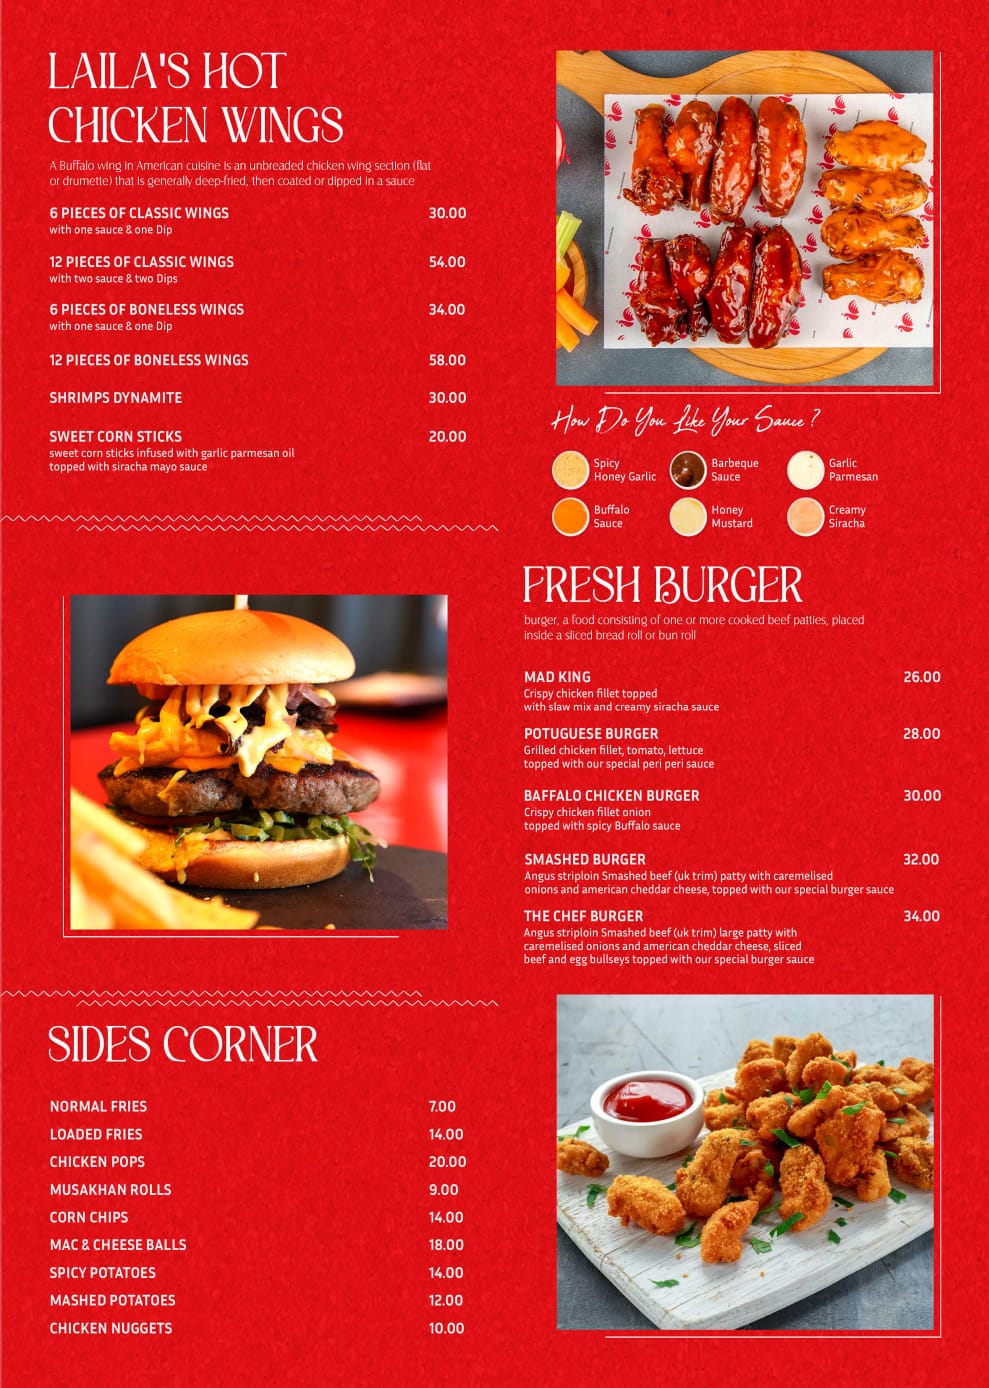 LAILA'S HOT
CHICKEN WINGS
A Buffalo wing in American cuisine is an unbreaded chicken wing section (flat
or drumette) that is generally deep-fried, then coated or dipped in a sauce
6 PIECES OF CLASSIC WINGS 30.00
with one sauce & one Dip
12 PIECES OF CLASSIC WINGS 54.00
with two sauce & two Dips
6 PIECES OF BONELESS WINGS 34.00
with one sauce & one Dip
12 PIECES OF BONELESS WINGS 58.00
SHRIMPS DYNAMITE 30.00
SWEET CORN STICKS 20.00
sweet corn sticks infused with garlic parmesan oil
topped with siracha mayo sauce
How Do You Like Your Sauce ?
Spicy
Honey Garlic
Barbeque
Sauce
Garlic
Parmesan
Buffalo
Sauce
Honey
Mustard
Creamy
Siracha
FRESH BURGER
burger, a food consisting of one or more cooked beef patties, placed
inside a sliced bread roll or bun roll
MAD KING 26.00
Crispy chicken fillet topped
with slaw mix and creamy siracha sauce
POTUGUESE BURGER 28.00
Grilled chicken fillet, tomato, lettuce
topped with our special peri peri sauce
BAFFALO CHICKEN BURGER 30.00
Crispy chicken fillet onion
topped with spicy Buffalo sauce
SMASHED BURGER 32.00
Angus striploin Smashed beef (uk trim) patty with caremelised
onions and american cheddar cheese, topped with our special burger sauce
THE CHEF BURGER 34.00
Angus striploin Smashed beef (uk trim) large patty with
caremelised onions and american cheddar cheese, sliced
beef and egg bullseys topped with our special burger sauce
SIDES CORNER
NORMAL FRIES 7.00
LOADED FRIES 14.00
CHICKEN POPS 20.00
MUSAKHAN ROLLS 9.00
CORN CHIPS 14.00
MAC & CHEESE BALLS 18.00
SPICY POTATOES 14.00
MASHED POTATOES 12.00
CHICKEN NUGGETS 10.00